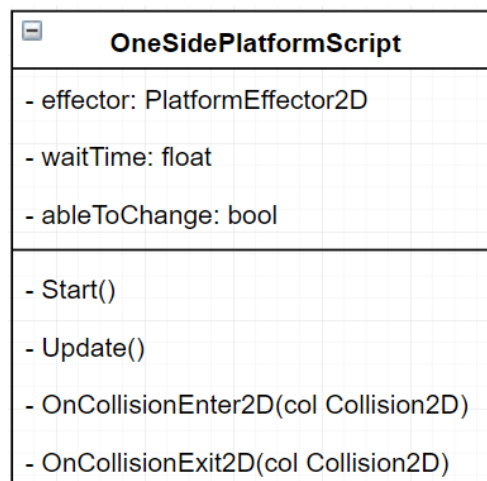 OneSidePlatformScript
- effector: PlatformEffector2D
- waitTime: float
- ableToChange: bool
- Start()
- Update()
- OnCollisionEnter2D(col Collision2D)
- OnCollisionExit2D(col Collision2D)